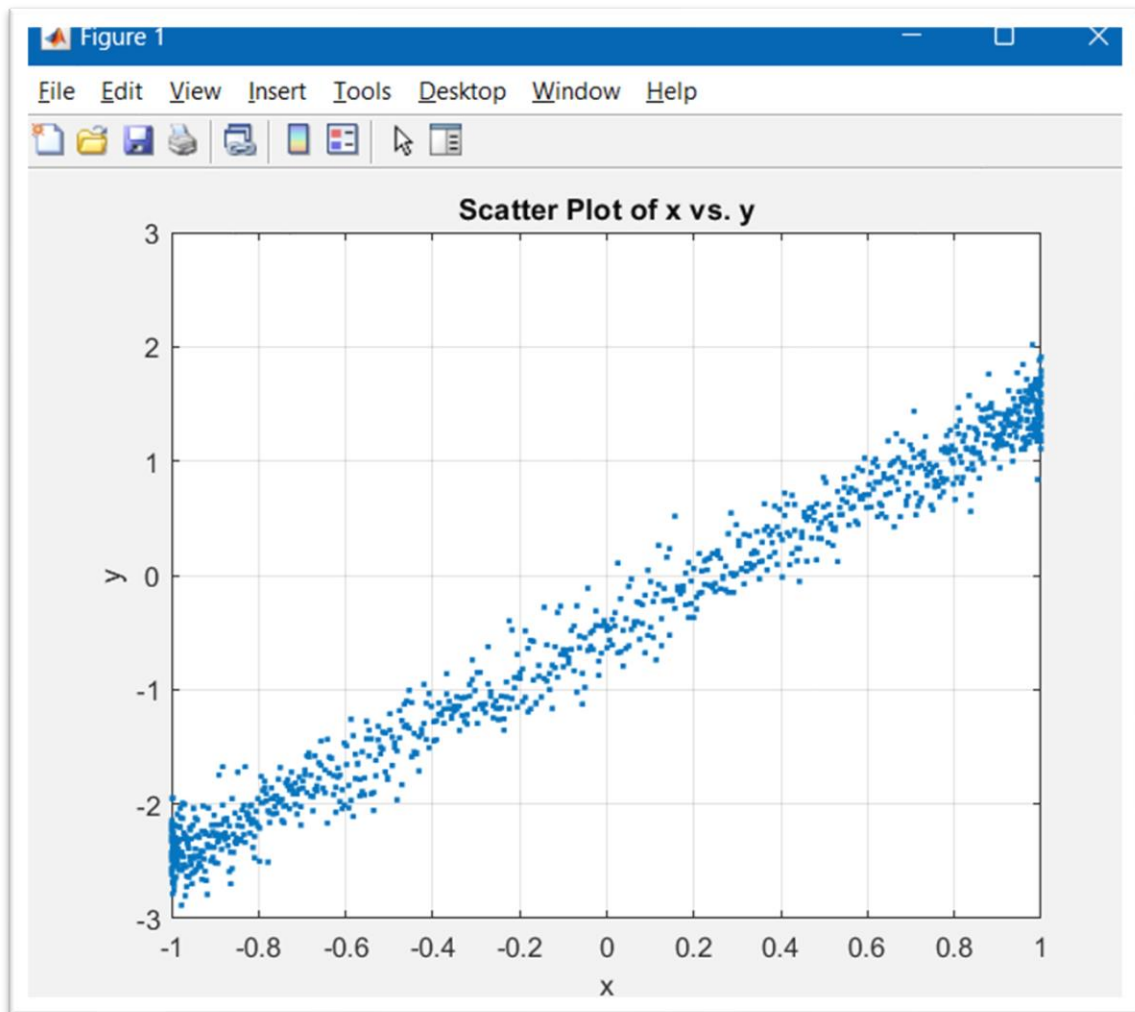 Figure 1
File Edit View Insert Tools Desktop Window Help
Scatter Plot of x vs. y
3
2
1
0
-1
-2
-3
y
-1 -0.8 -0.6 -0.4 -0.2 0 0.2 0.4 0.6 0.8 1
x